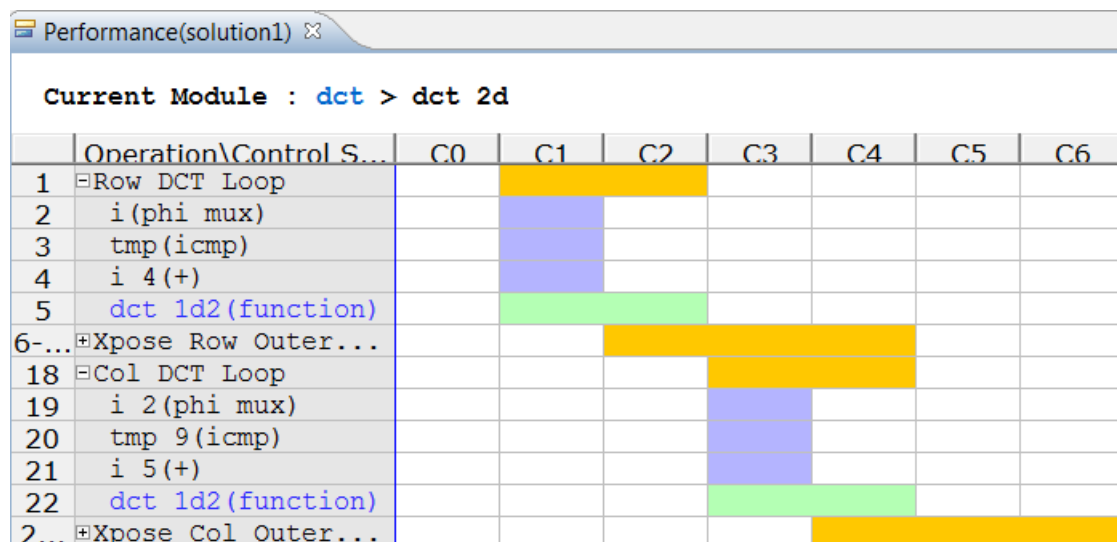 Performance(solution1)
Current Module : dct > dct 2d
Operation\Control S... C0 C1 C2 C3 C4 C5 C6
1 Row DCT Loop
2 i(phi mux)
3 tmp(icmp)
4 i 4(+)
5 dct 1d2(function)
6-... Xpose Row Outer...
18 Col DCT Loop
19 i 2(phi mux)
20 tmp 9(icmp)
21 i 5(+)
22 dct 1d2(function)
2... Xpose Col Outer...